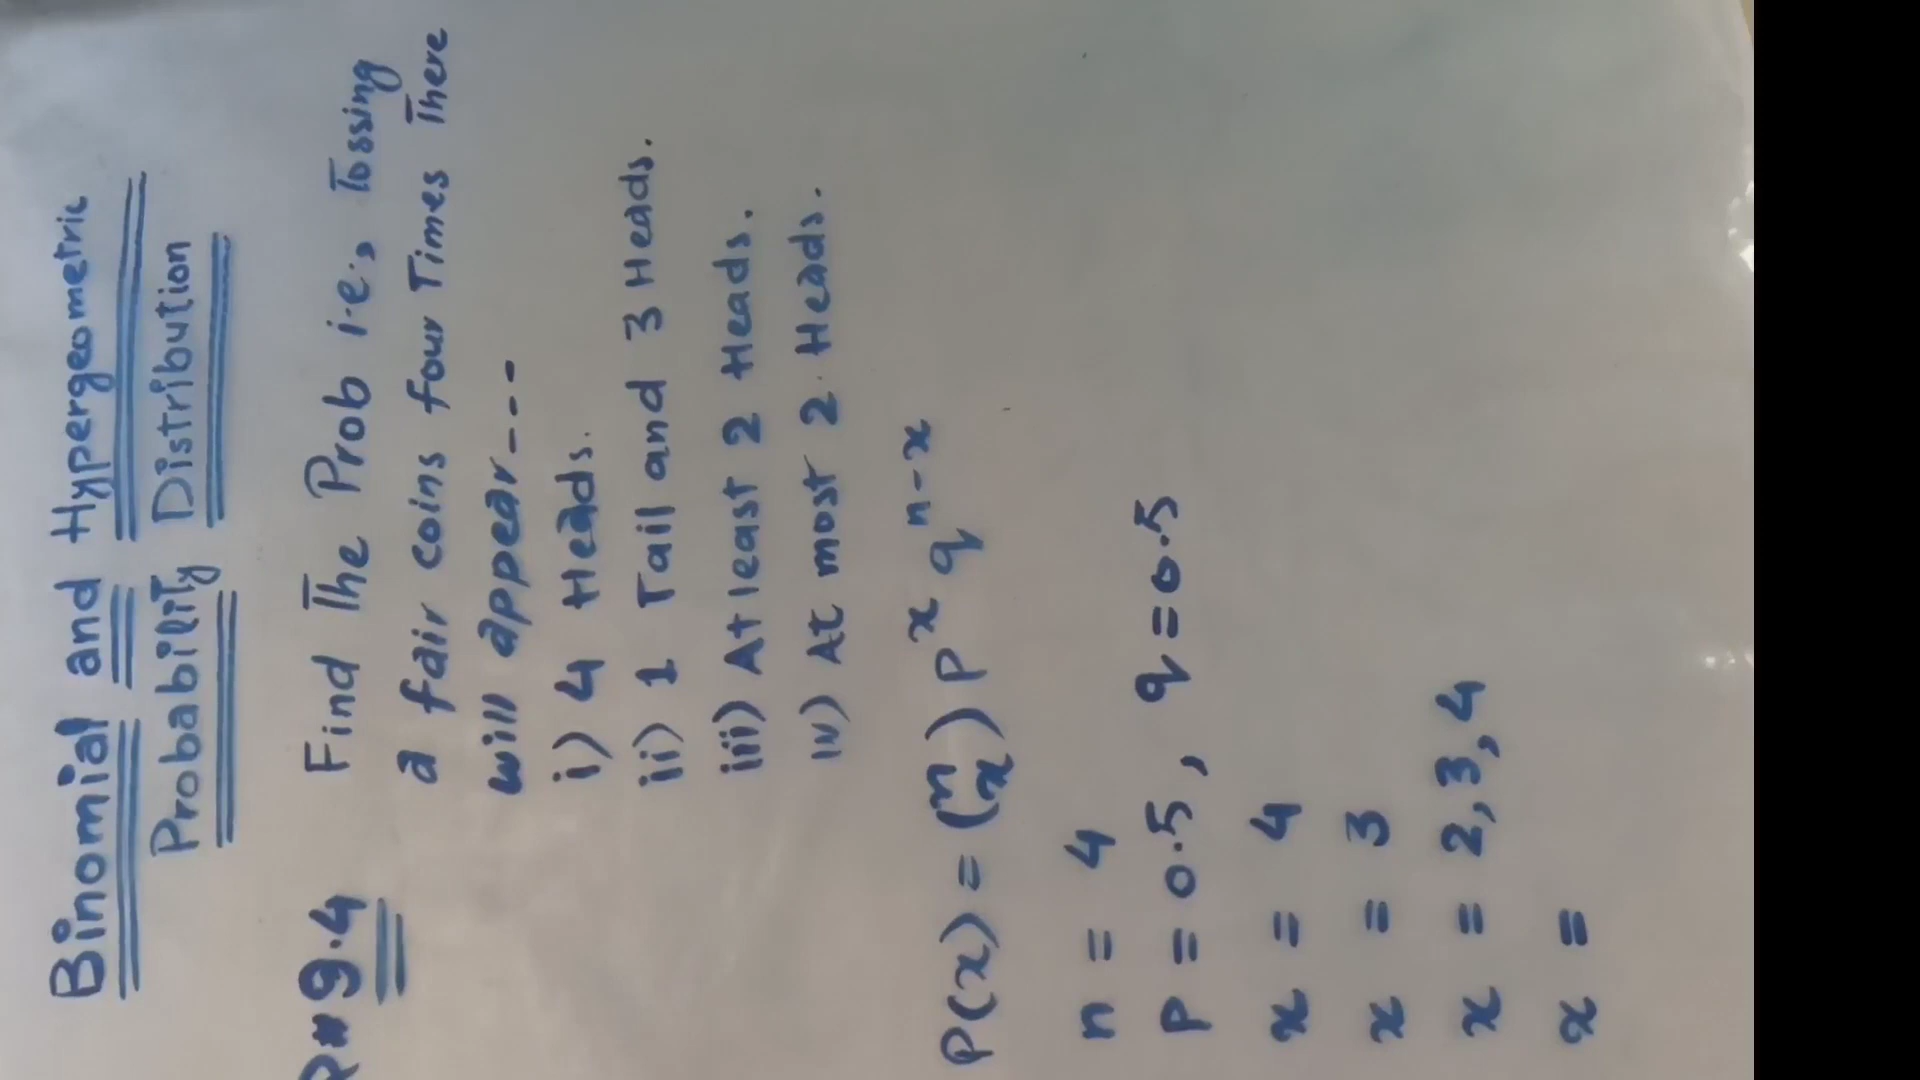 Binomial and Hypergeometric
Probability Distribution
9.4 Find The Prob i.e., Tossing
a fair coins four Times There
will appear----
i) 4 Heads.
ii) 1 Tail and 3 Heads.
iii) Atleast 2 Heads.
iv) At most 2 Heads.
P(x) = (n x) p^x q^n-x
n = 4
P = 0.5, q = 0.5
x = 4
x = 3
x = 2,3,4
x =